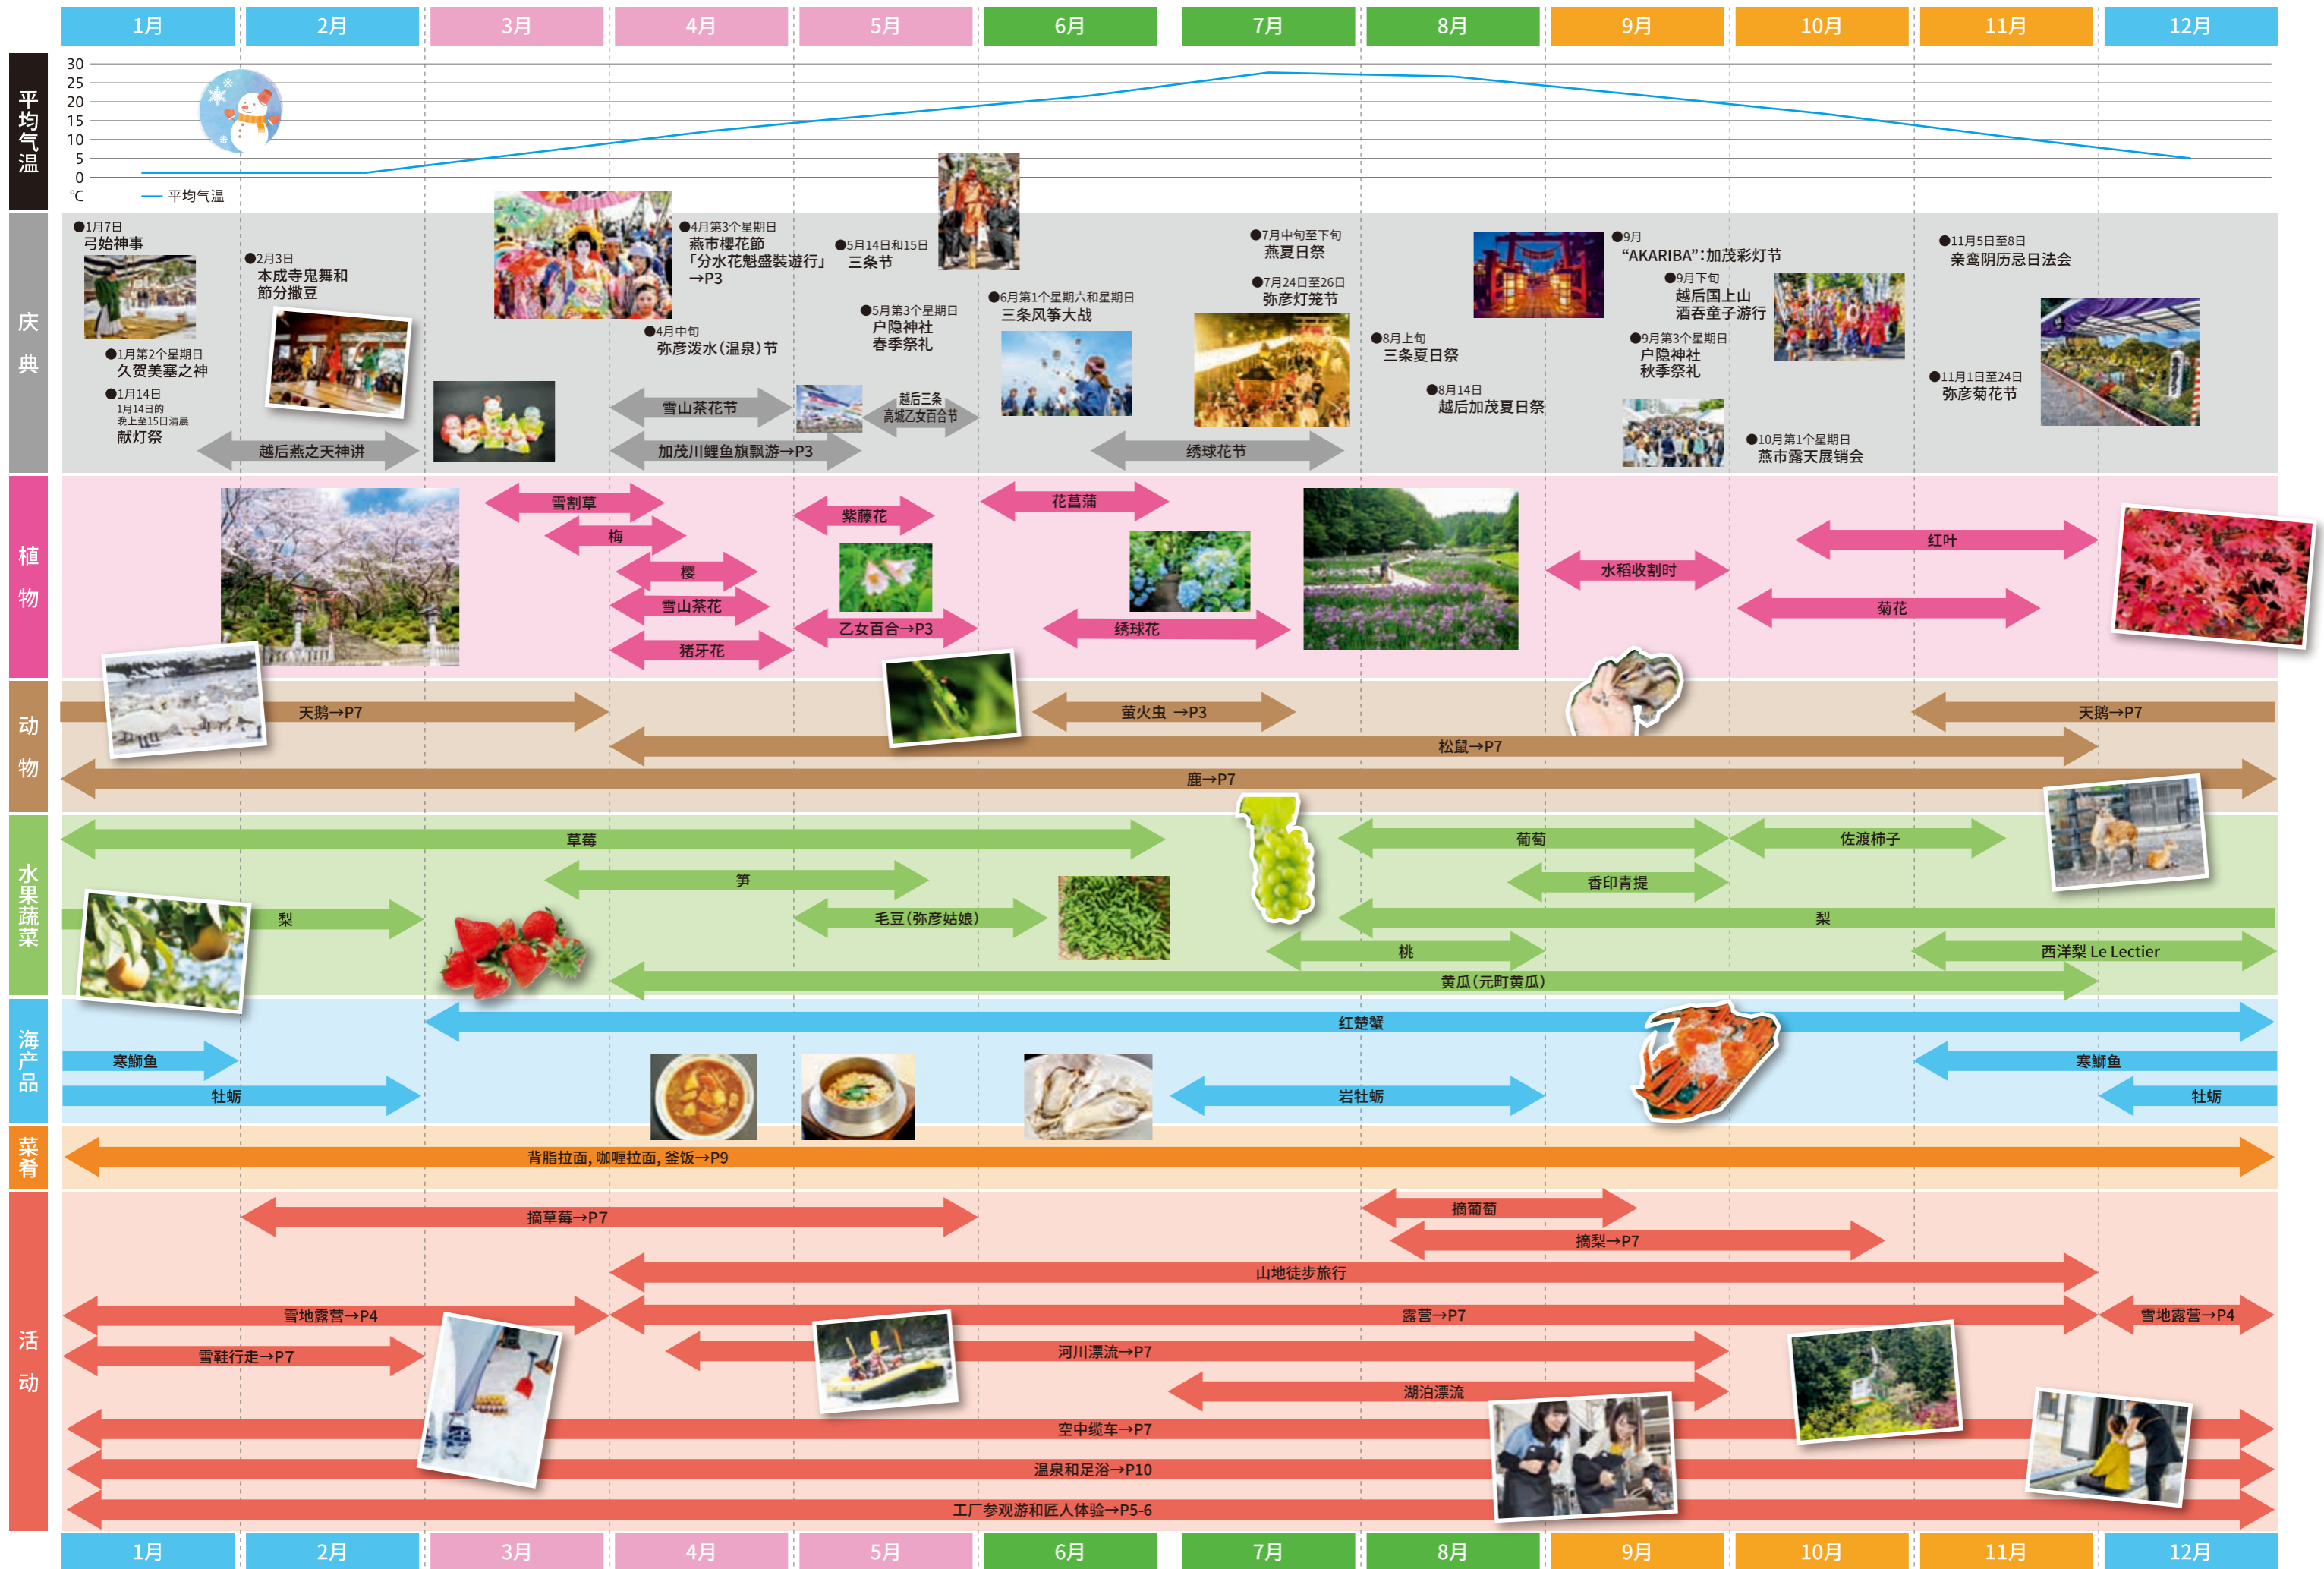 1月 2月 3月 4月 5月 6月 7月 8月 9月 10月 11月 12月
平均气温
30
25
20
15
10
5
0
℃
平均气温
庆典
●1月7日
弓始神事
●1月第2个星期日
久贺美塞之神
●1月14日
1月14日的
晚上至15日清晨
献灯祭
●2月3日
本成寺鬼舞和
節分撒豆
越后燕之天神讲
●4月第3个星期日
燕市櫻花節
「分水花魁盛裝遊行」
→P3
●4月中旬
弥彦泼水（温泉）节
雪山茶花节
加茂川鲤鱼旗飘游→P3
●5月14日和15日
三条节
●5月第3个星期日
户隐神社
春季祭礼
越后三条
高城乙女百合节
●6月第1个星期六和星期日
三条风筝大战
绣球花节
●7月中旬至下旬
燕夏日祭
●7月24日至26日
弥彦灯笼节
●8月上旬
三条夏日祭
●8月14日
越后加茂夏日祭
●9月
“AKARIBA”：加茂彩灯节
●9月下旬
越后国上山
酒吞童子游行
●9月第3个星期日
户隐神社
秋季祭礼
●10月第1个星期日
燕市露天展销会
●11月5日至8日
亲鸾阴历忌日法会
●11月1日至24日
弥彦菊花节
植物
雪割草
梅
樱
雪山茶花
猪牙花
紫藤花
乙女百合→P3
花菖蒲
绣球花
水稻收割时
红叶
菊花
动物
天鹅→P7
萤火虫 →P3
天鹅→P7
松鼠→P7
鹿→P7
水果蔬菜
草莓
葡萄
佐渡柿子
笋
香印青提
梨
毛豆（弥彦姑娘）
梨
桃
西洋梨 Le Lectier
黄瓜（元町黄瓜）
海产品
红楚蟹
寒鰤鱼
寒鰤鱼
牡蛎
岩牡蛎
牡蛎
菜肴
背脂拉面，咖喱拉面，釜饭→P9
活动
摘草莓→P7
摘葡萄
摘梨→P7
山地徒步旅行
雪地露营→P4
露营→P7
雪地露营→P4
雪鞋行走→P7
河川漂流→P7
湖泊漂流
空中缆车→P7
温泉和足浴→P10
工厂参观游和匠人体验→P5-6
1月 2月 3月 4月 5月 6月 7月 8月 9月 10月 11月 12月